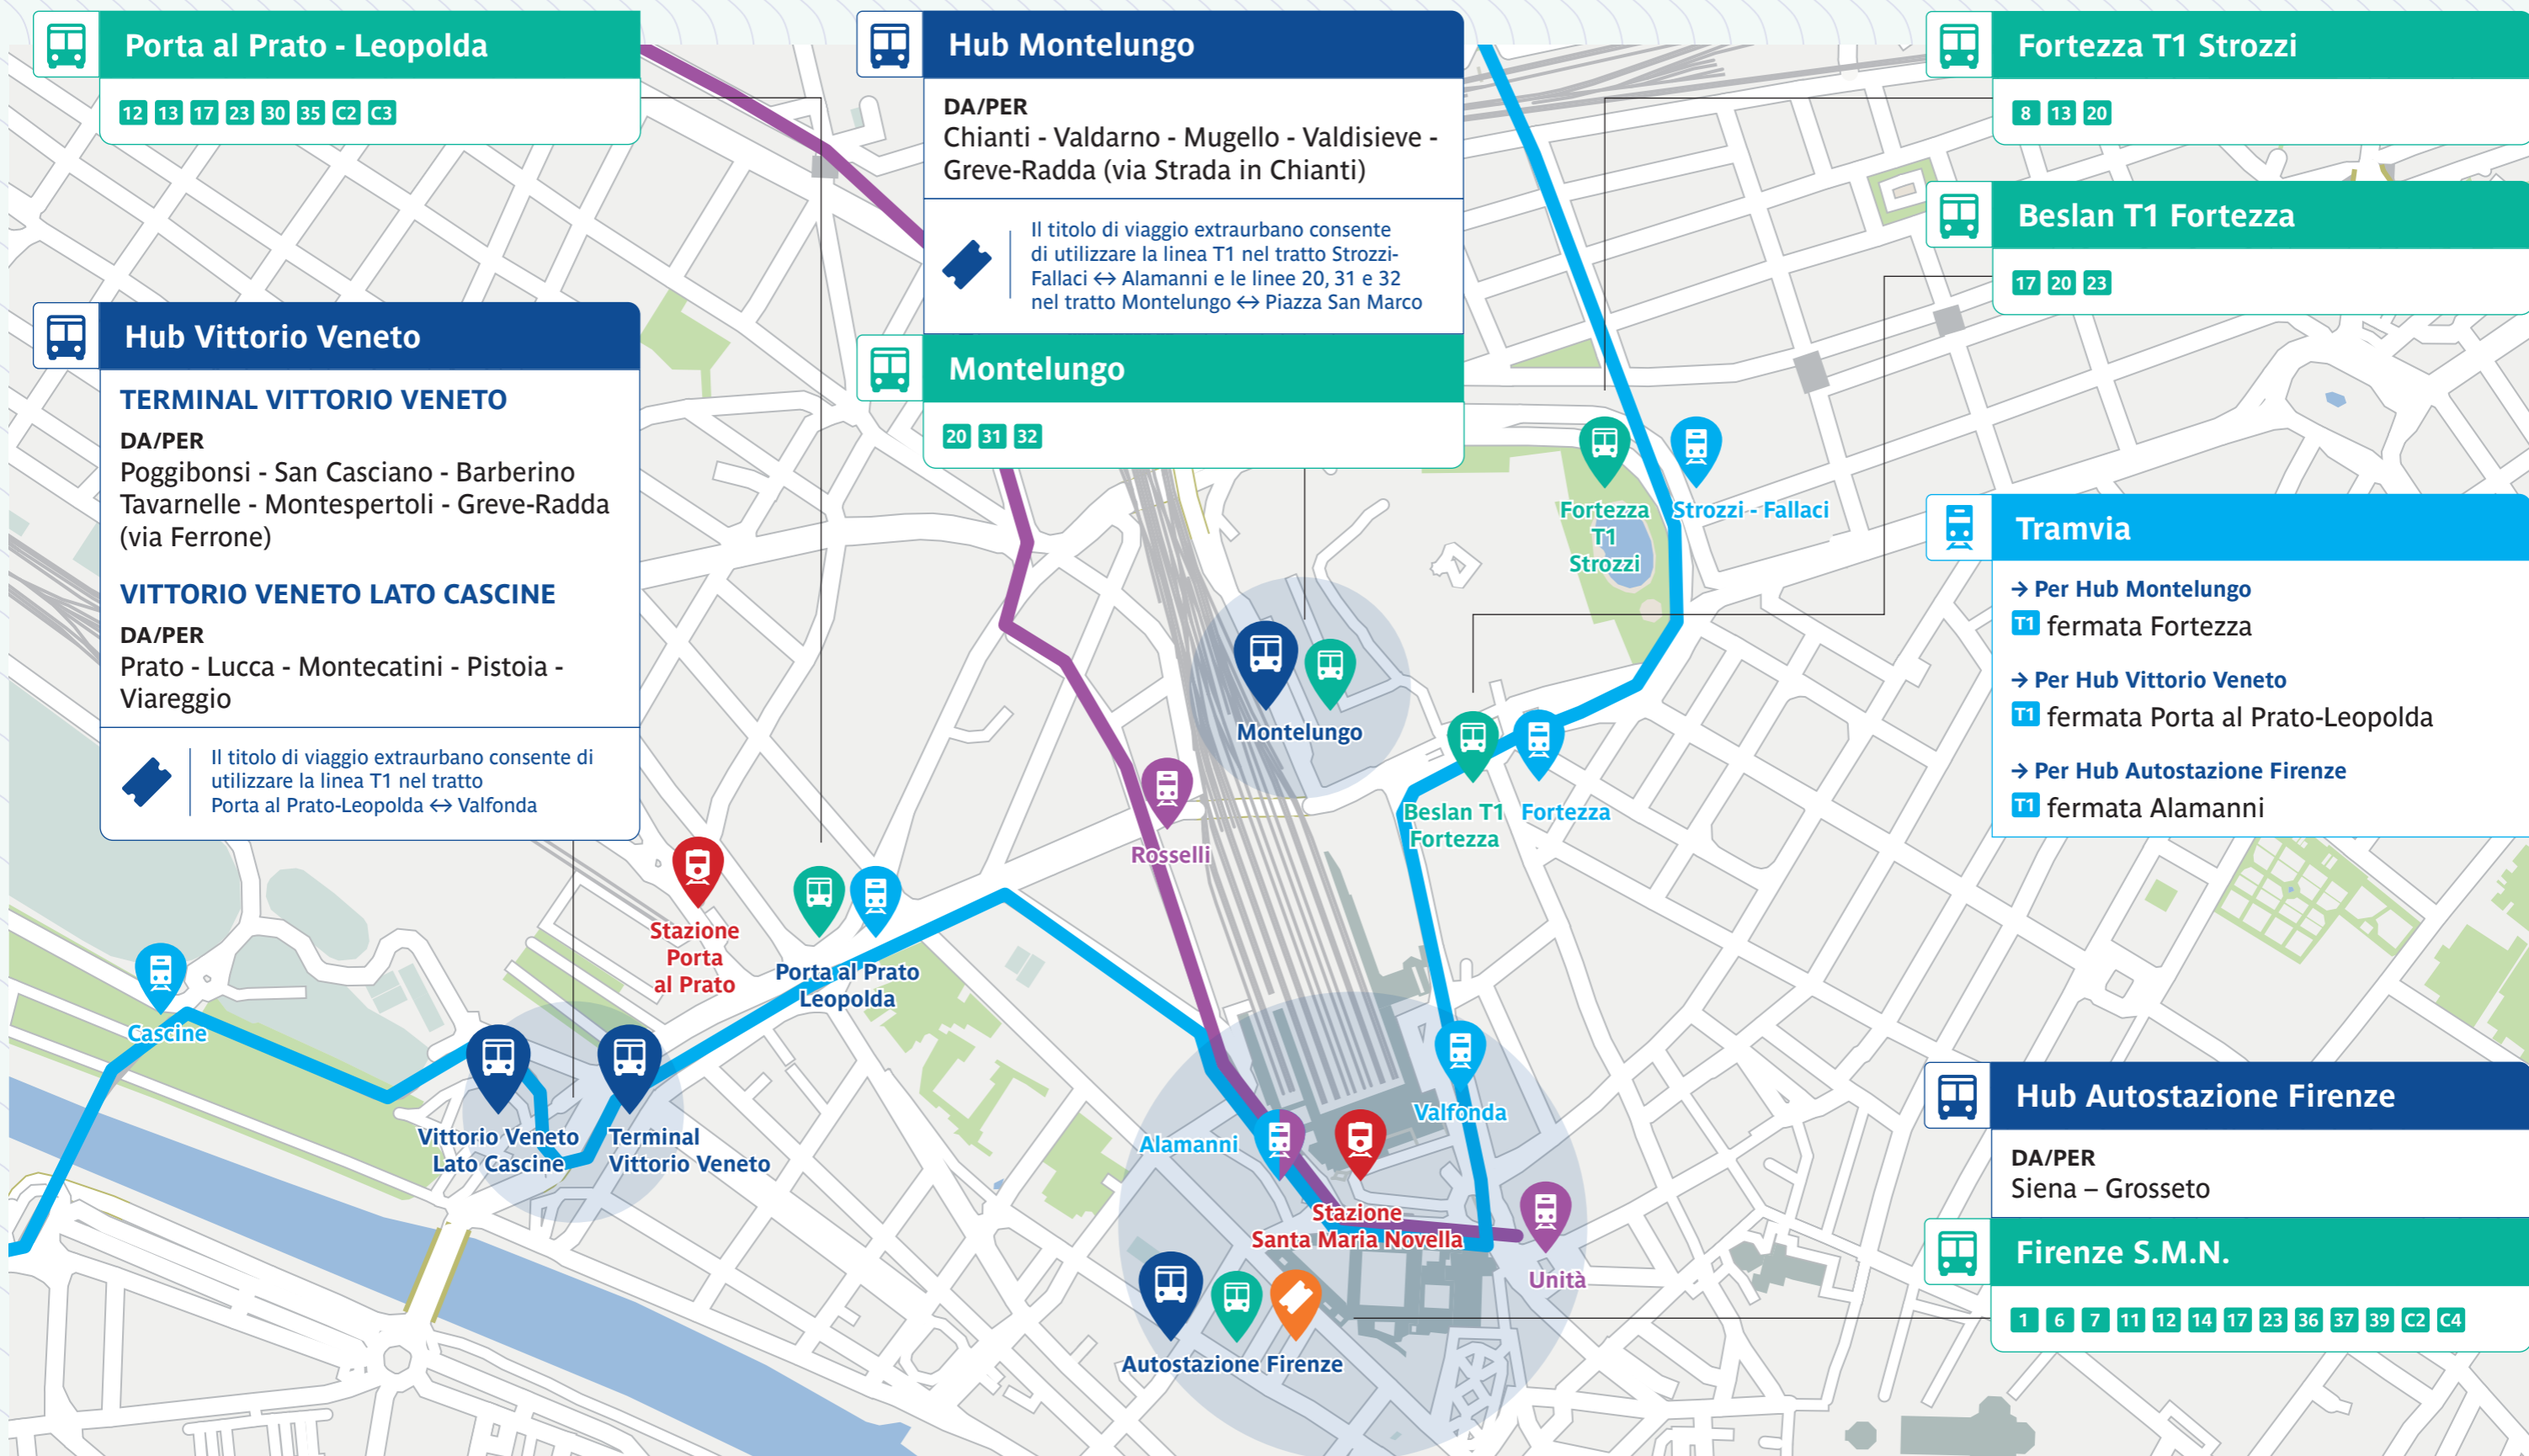 Porta al Prato - Leopolda
12 13 17 23 30 35 C2 C3
Hub Vittorio Veneto
TERMINAL VITTORIO VENETO
DA/PER
Poggibonsi - San Casciano - Barberino
Tavarnelle - Montespertoli - Greve-Radda
(via Ferrone)
VITTORIO VENETO LATO CASCINE
DA/PER
Prato - Lucca - Montecatini - Pistoia -
Viareggio
Il titolo di viaggio extraurbano consente di
utilizzare la linea T1 nel tratto
Porta al Prato-Leopolda ↔ Valfonda
Hub Montelungo
DA/PER
Chianti - Valdarno - Mugello - Valdisieve -
Greve-Radda (via Strada in Chianti)
Il titolo di viaggio extraurbano consente
di utilizzare la linea T1 nel tratto Strozzi-
Fallaci ↔ Alamanni e le linee 20, 31 e 32
nel tratto Montelungo ↔ Piazza San Marco
Montelungo
20 31 32
Fortezza T1 Strozzi
8 13 20
Beslan T1 Fortezza
17 20 23
Tramvia
→ Per Hub Montelungo
T1 fermata Fortezza
→ Per Hub Vittorio Veneto
T1 fermata Porta al Prato-Leopolda
→ Per Hub Autostazione Firenze
T1 fermata Alamanni
Hub Autostazione Firenze
DA/PER
Siena – Grosseto
Firenze S.M.N.
1 6 7 11 12 14 17 23 36 37 39 C2 C4
Fortezza
T1
Strozzi
Strozzi - Fallaci
Montelungo
Beslan T1
Fortezza
Fortezza
Rosselli
Stazione
Porta
al Prato
Porta al Prato
Leopolda
Cascine
Vittorio Veneto
Lato Cascine
Terminal
Vittorio Veneto
Alamanni
Valfonda
Stazione
Santa Maria Novella
Unità
Autostazione Firenze